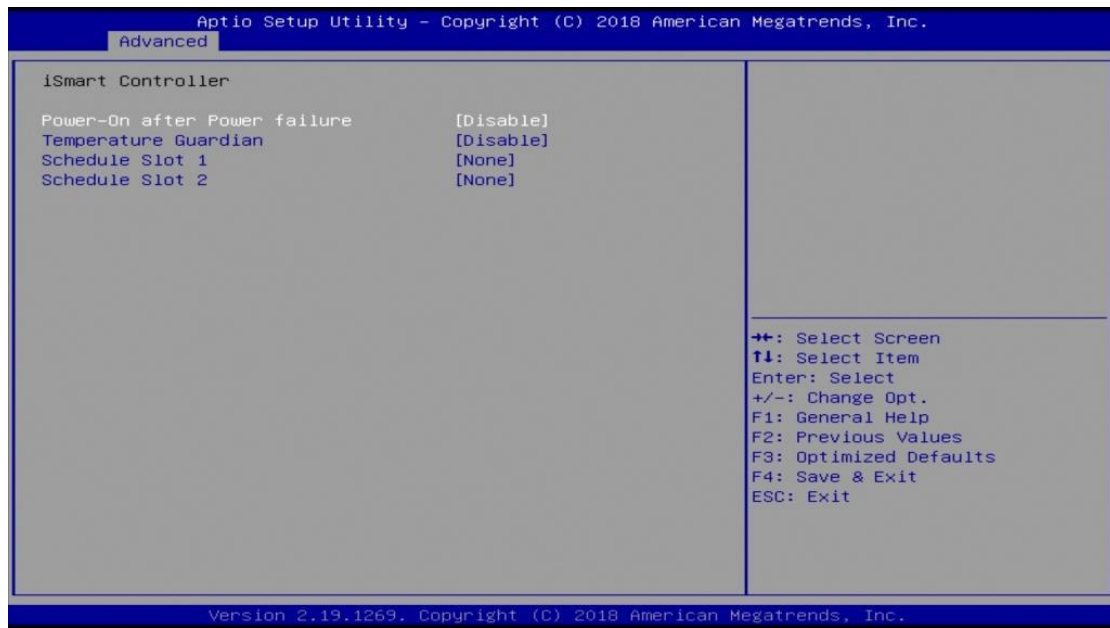 Aptio Setup Utility – Copyright (C) 2018 American Megatrends, Inc.
Advanced
iSmart Controller
Power-On after Power failure [Disable]
Temperature Guardian [Disable]
Schedule Slot 1 [None]
Schedule Slot 2 [None]
→←: Select Screen
↑↓: Select Item
Enter: Select
+/-: Change Opt.
F1: General Help
F2: Previous Values
F3: Optimized Defaults
F4: Save & Exit
ESC: Exit
Version 2.19.1269. Copyright (C) 2018 American Megatrends, Inc.